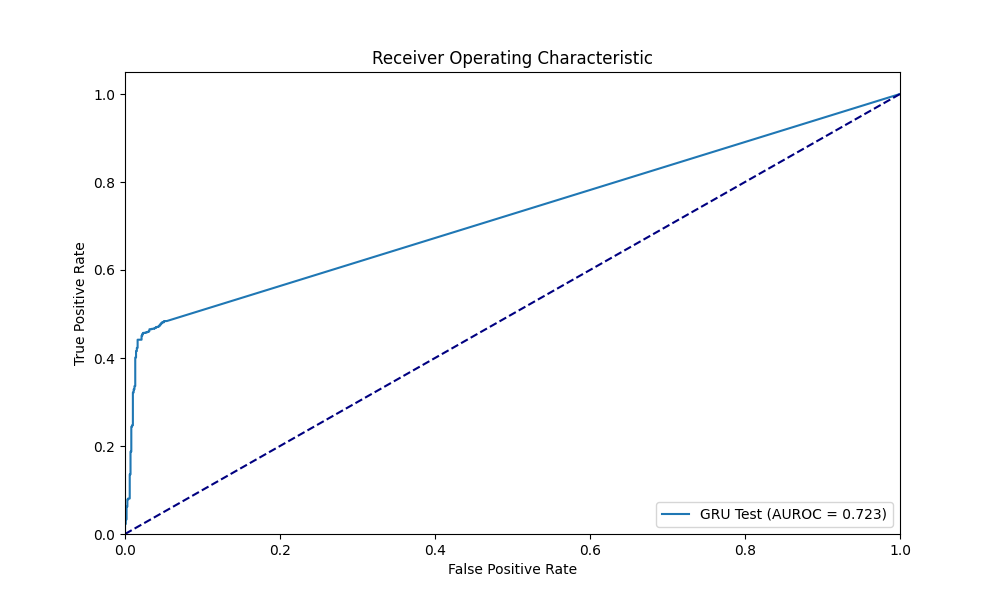 Receiver Operating Characteristic
True Positive Rate
1.0
0.8
0.6
0.4
0.2
0.0
GRU Test (AUROC = 0.723)
0.0 0.2 0.4 0.6 0.8 1.0
False Positive Rate